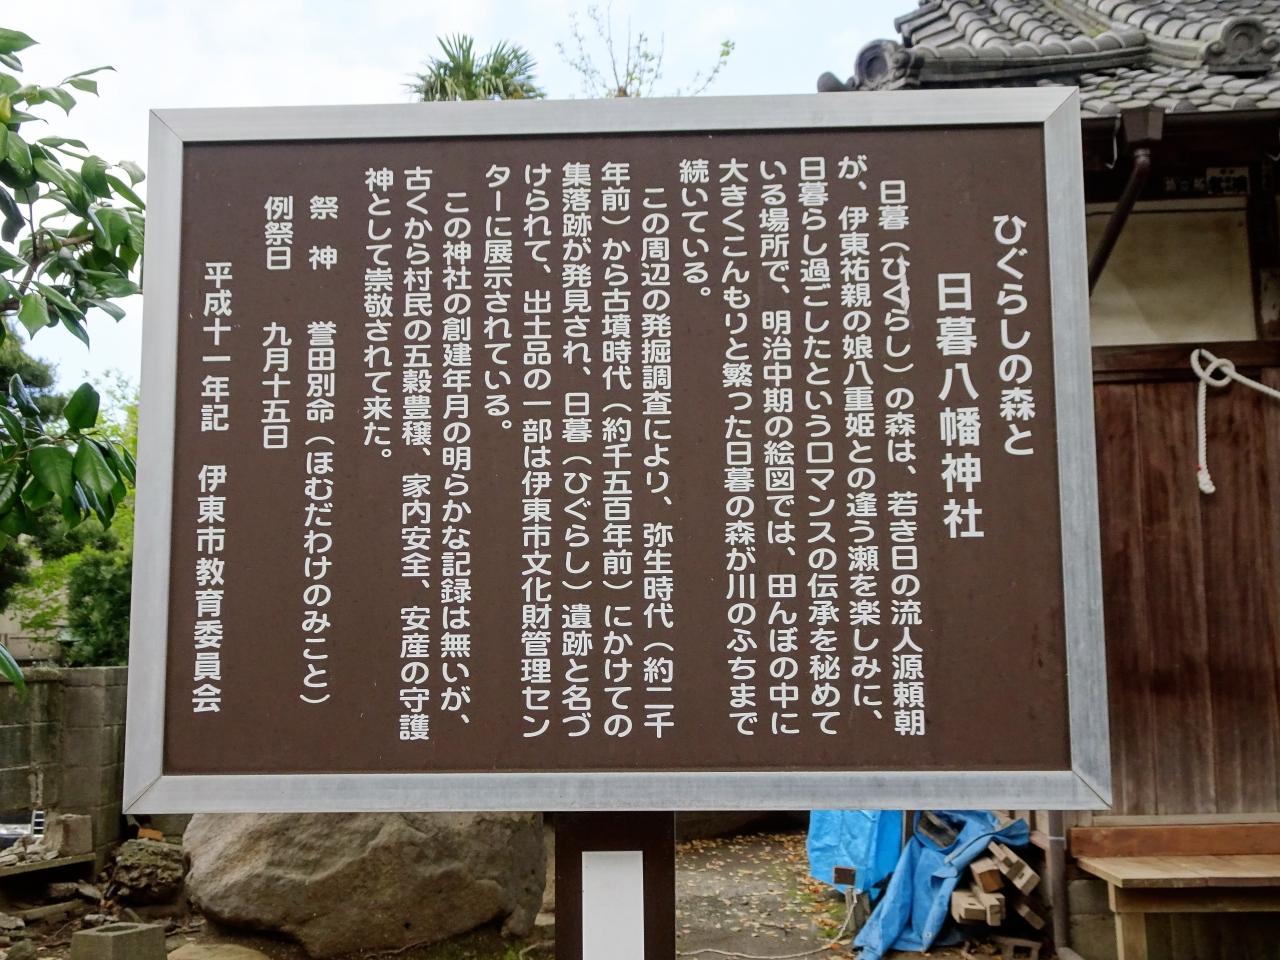 ひぐらしの森と
日暮八幡神社
日暮（ひぐらし）の森は、若き日の流人源頼朝
が、伊東祐親の娘八重姫との逢う瀬を楽しみに、
日暮らし過ごしたというロマンスの伝承を秘めて
いる場所で、明治中期の絵図では、田んぼの中に
大きくこんもりと繁った日暮の森が川のふちまで
続いている。
この周辺の発掘調査により、弥生時代（約二千
年前）から古墳時代（約千五百年前）にかけての
集落跡が発見され、日暮（ひぐらし）遺跡と名づ
けられて、出土品の一部は伊東市文化財管理セン
ターに展示されている。
この神社の創建年月の明らかな記録は無いが、
古くから村民の五穀豊穣、家内安全、安産の守護
神として崇敬されて来た。
祭　神　誉田別命（ほむだわけのみこと）
例祭日　九月十五日
平成十一年記　伊東市教育委員会